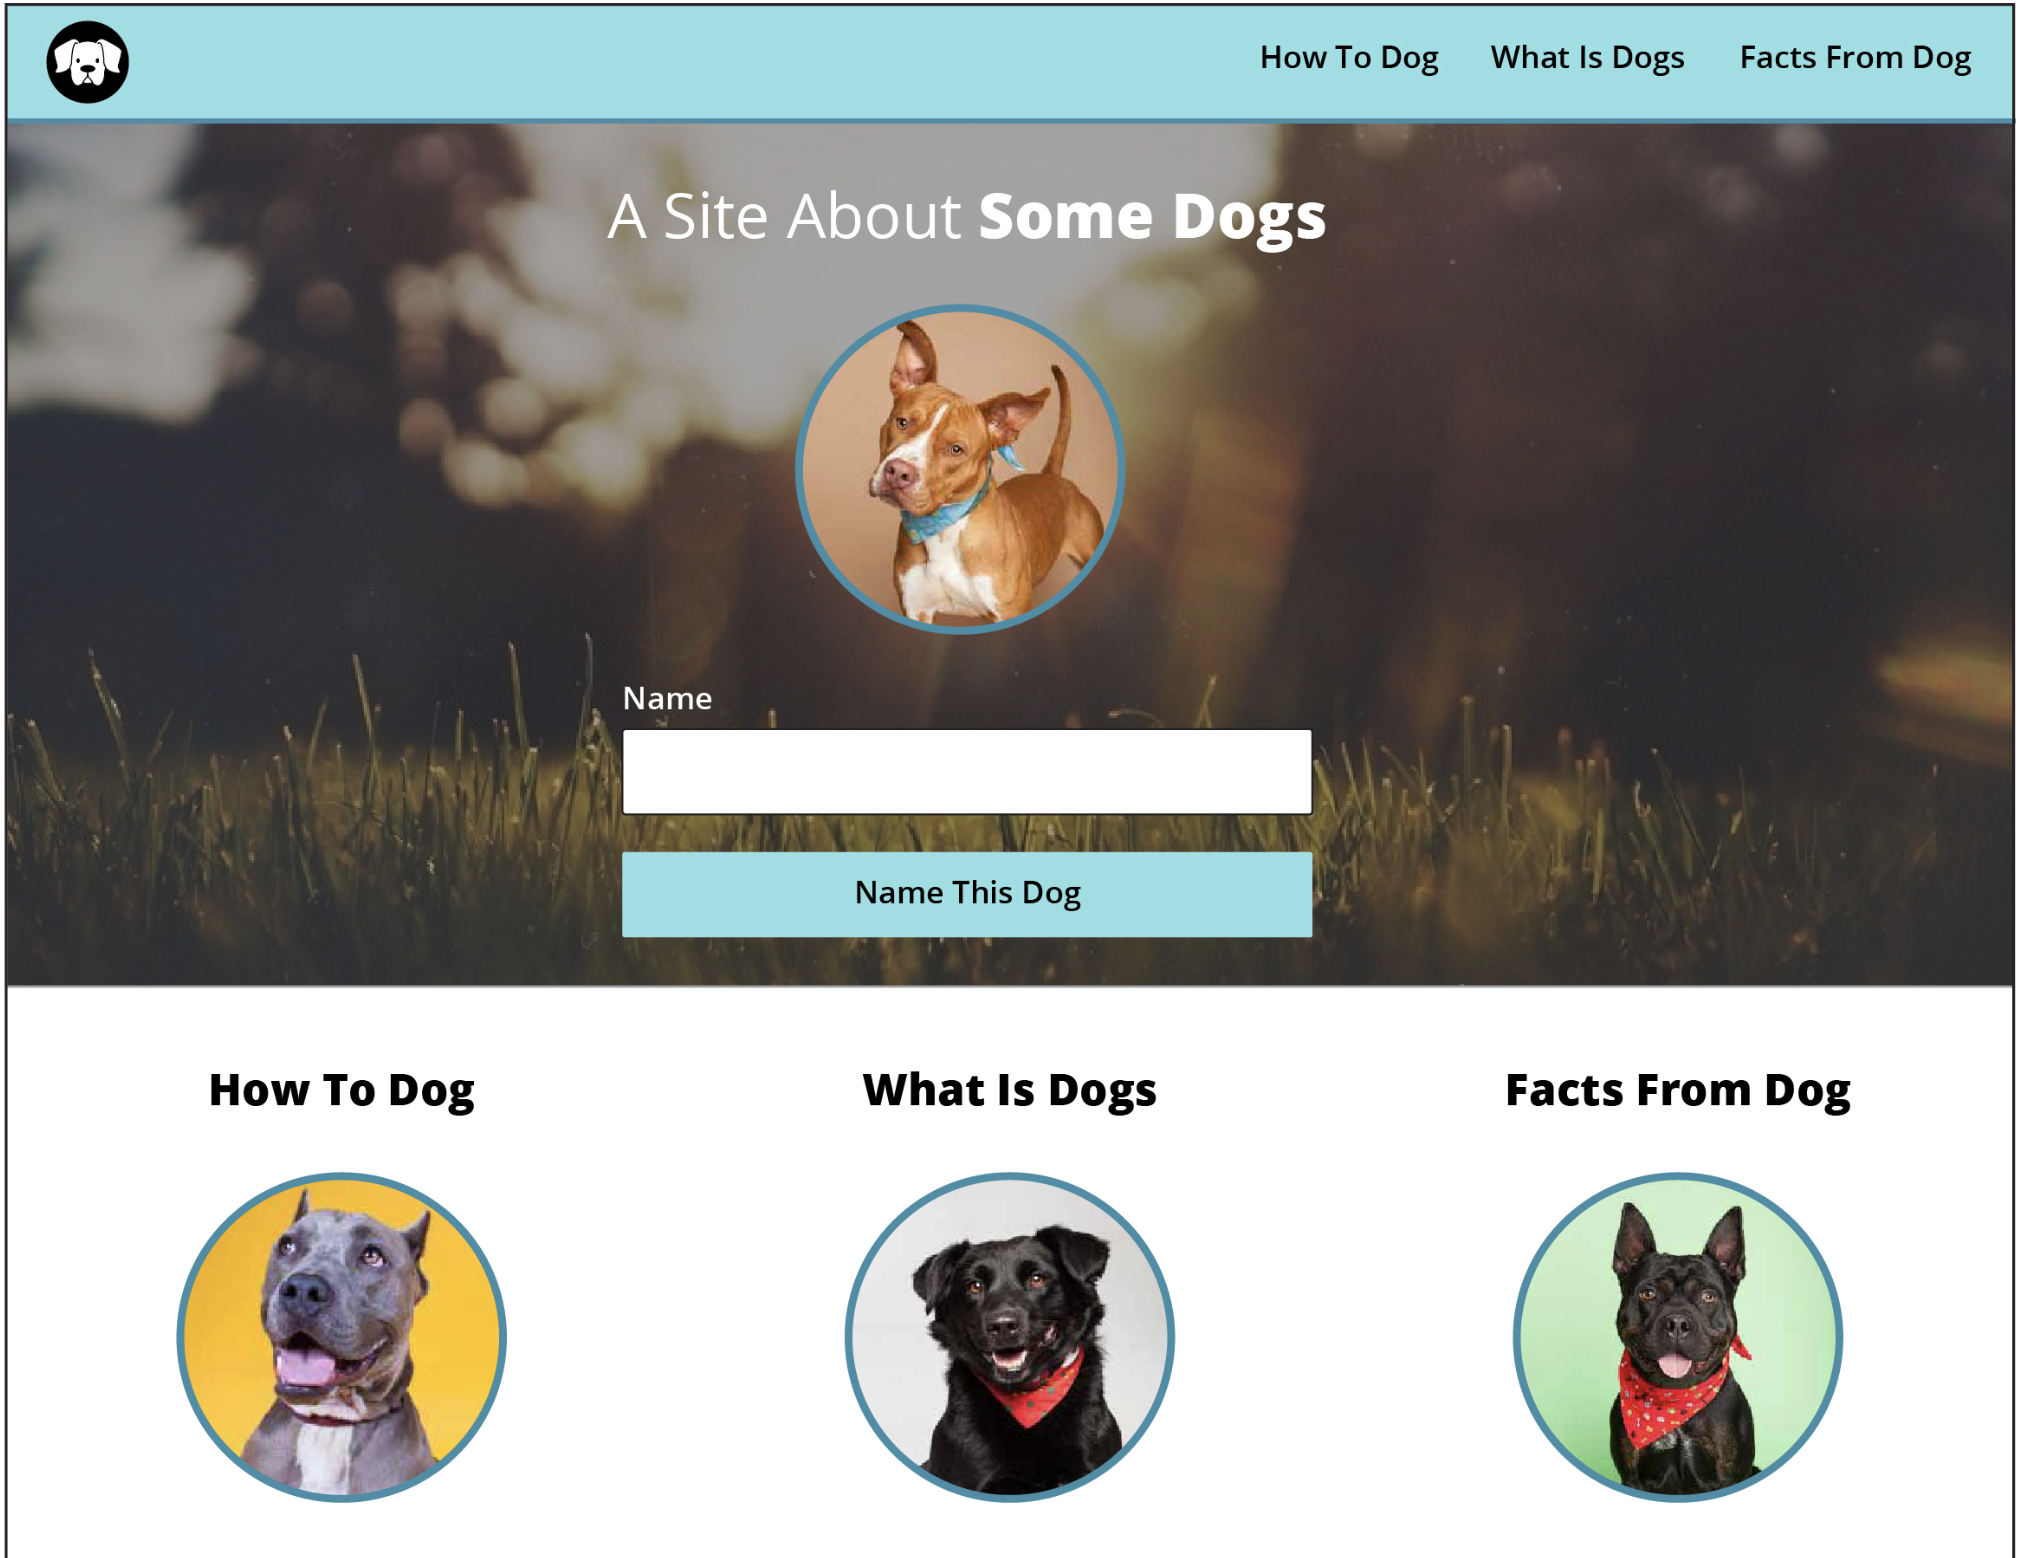 How To Dog What Is Dogs Facts From Dog
A Site About Some Dogs
Name
Name This Dog
How To Dog What Is Dogs Facts From Dog